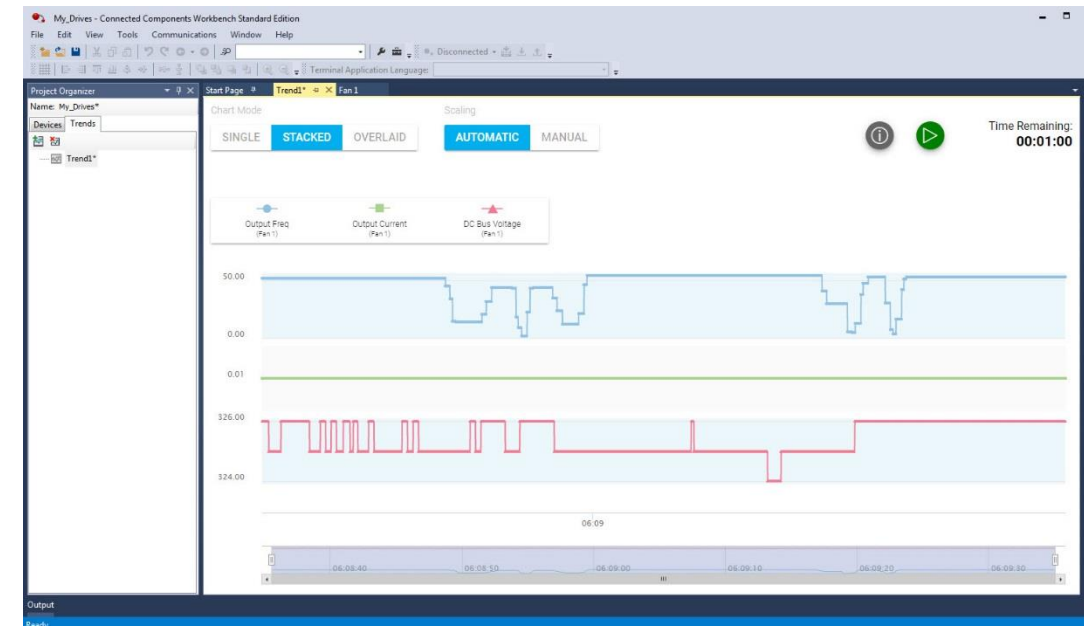 My_Drives - Connected Components Workbench Standard Edition
File Edit View Tools Communications Window Help
Disconnected
Terminal Application Language:
Project Organizer
Start Page Trend1* Fan 1
Name: My_Drives*
Devices Trends
Trend1*
Chart Mode Scaling
SINGLE STACKED OVERLAID AUTOMATIC MANUAL
Time Remaining:
00:01:00
Output Freq Output Current DC Bus Voltage
(Fan 1) (Fan 1) (Fan 1)
50.00
0.00
0.01
326.00
324.00
06:09
06:08:40 06:08:50 06:09:00 06:09:10 06:09:20 06:09:30
Output
Ready